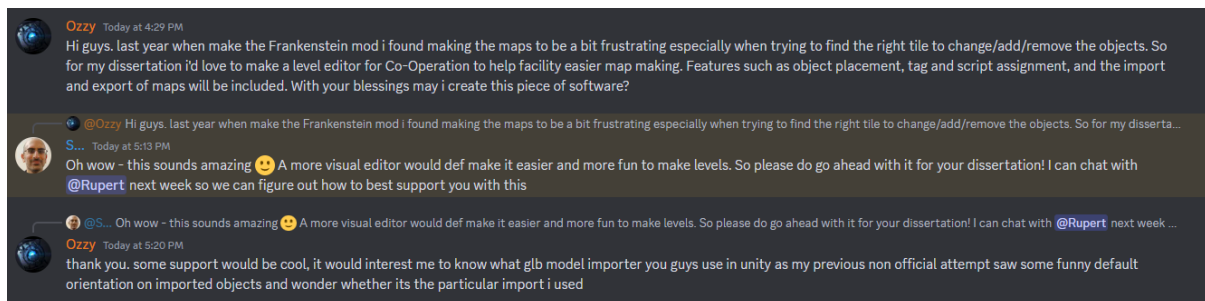 Ozzy Today at 4:29 PM
Hi guys. last year when make the Frankenstein mod i found making the maps to be a bit frustrating especially when trying to find the right tile to change/add/remove the objects. So
for my dissertation i'd love to make a level editor for Co-Operation to help facility easier map making. Features such as object placement, tag and script assignment, and the import
and export of maps will be included. With your blessings may i create this piece of software?
@Ozzy Hi guys. last year when make the Frankenstein mod i found making the maps to be a bit frustrating especially when trying to find the right tile to change/add/remove the objects. So for my disserta...
S... Today at 5:13 PM
Oh wow - this sounds amazing 🙂 A more visual editor would def make it easier and more fun to make levels. So please do go ahead with it for your dissertation! I can chat with
@Rupert next week so we can figure out how to best support you with this
@S... Oh wow - this sounds amazing 🙂 A more visual editor would def make it easier and more fun to make levels. So please do go ahead with it for your dissertation! I can chat with @Rupert next week ...
Ozzy Today at 5:20 PM
thank you. some support would be cool, it would interest me to know what glb model importer you guys use in unity as my previous non official attempt saw some funny default
orientation on imported objects and wonder whether its the particular import i used